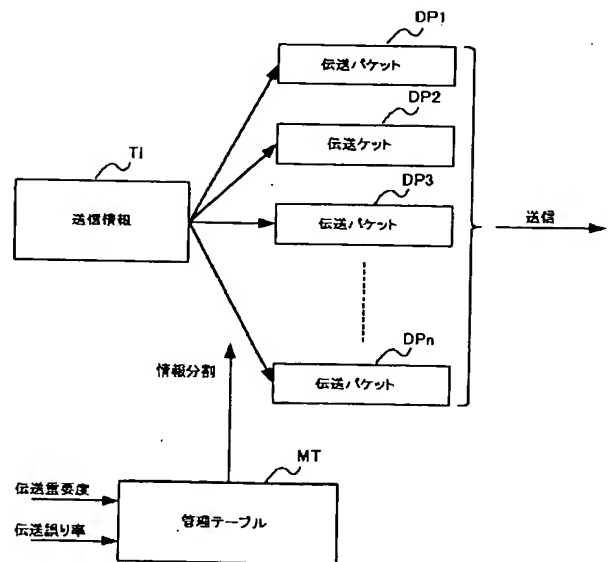 DP1
伝送パケット
DP2
伝送ケット
TI
送信情報
DP3
伝送パケット
送信
DPn
伝送パケット
情報分割
MT
伝送重要度
管理テーブル
伝送誤り率